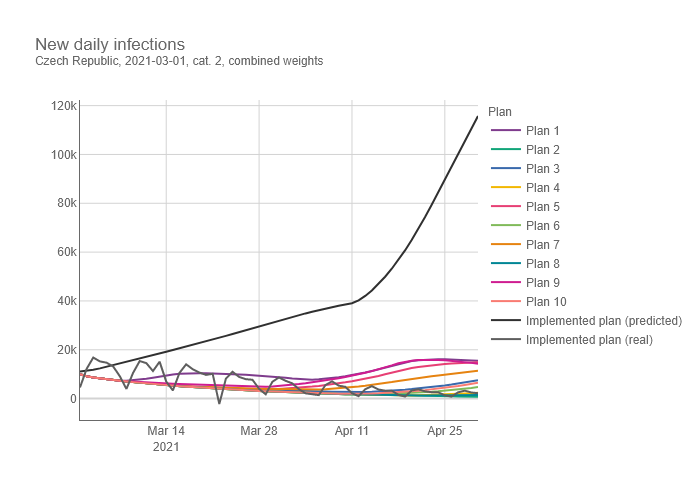 New daily infections
Czech Republic, 2021-03-01, cat. 2, combined weights
120k
100k
80k
60k
40k
20k
0
Mar 14
2021
Mar 28
Apr 11
Apr 25
Plan
Plan 1
Plan 2
Plan 3
Plan 4
Plan 5
Plan 6
Plan 7
Plan 8
Plan 9
Plan 10
Implemented plan (predicted)
Implemented plan (real)